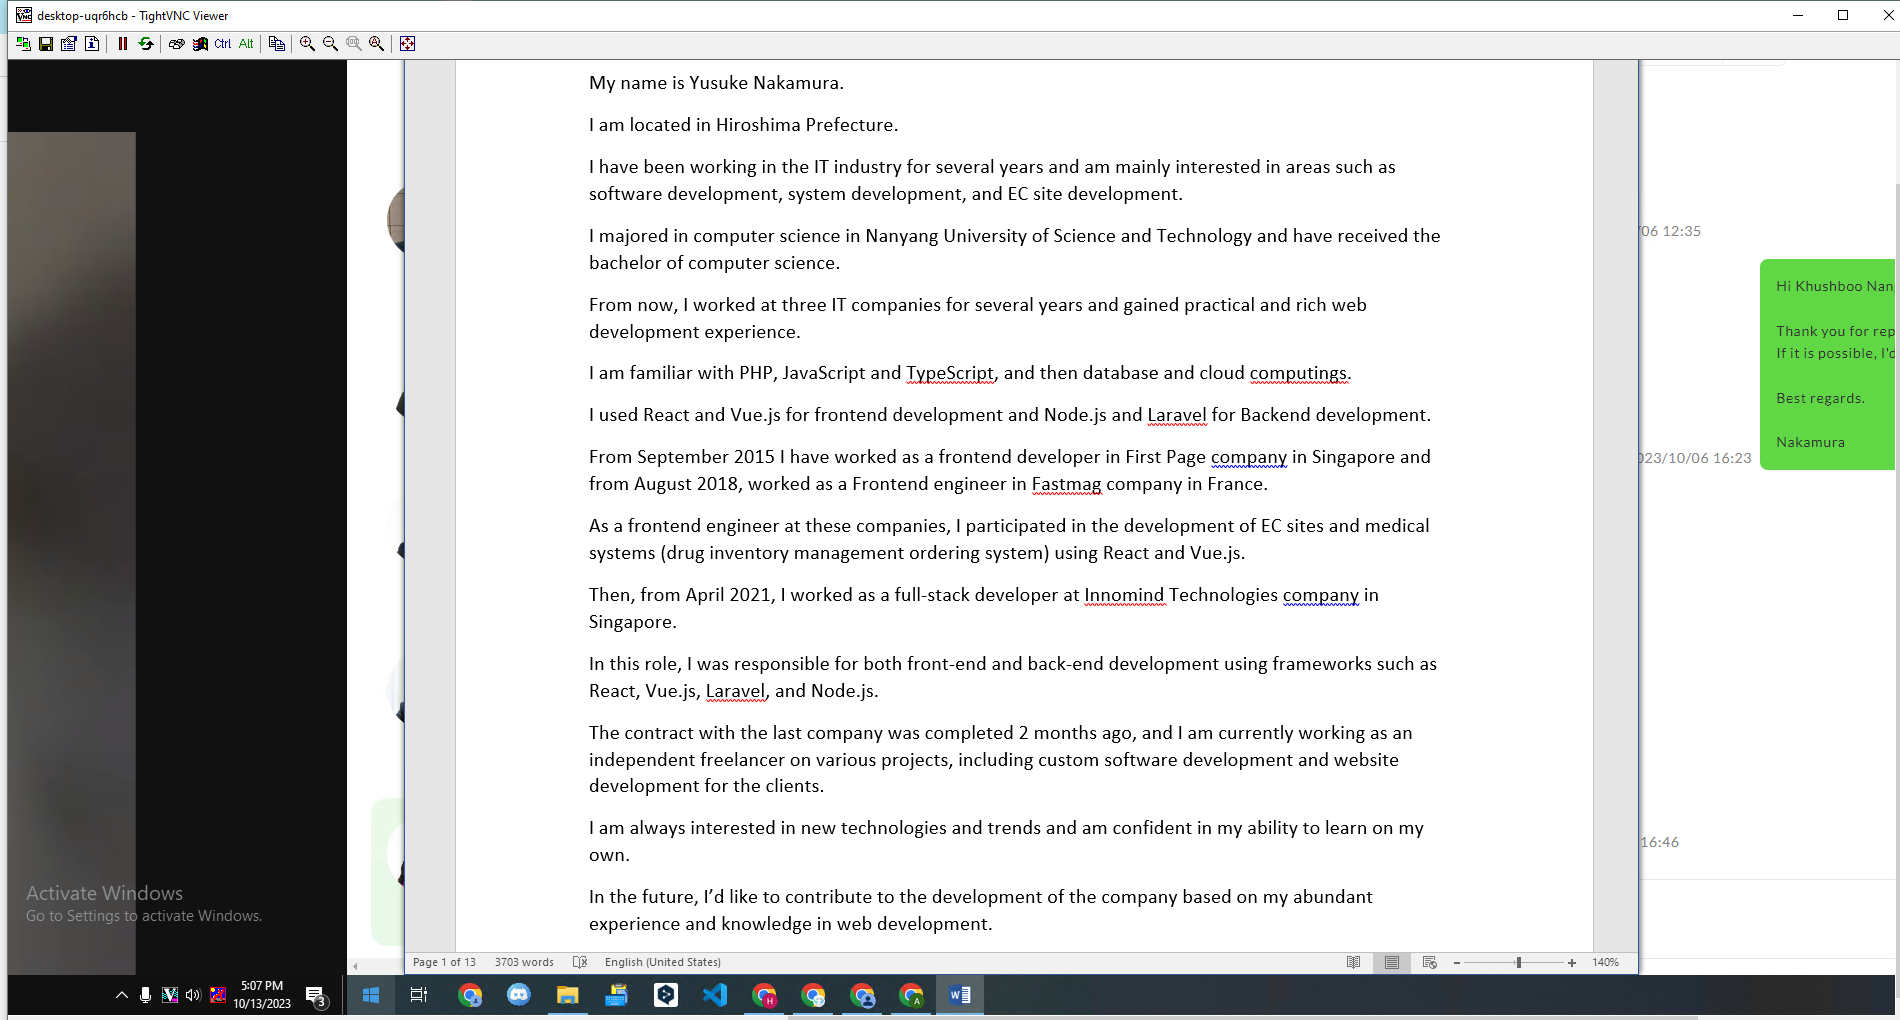 desktop-uqr6hcb - TightVNC Viewer
Ctrl Alt
My name is Yusuke Nakamura.
I am located in Hiroshima Prefecture.
I have been working in the IT industry for several years and am mainly interested in areas such as
software development, system development, and EC site development.
I majored in computer science in Nanyang University of Science and Technology and have received the
bachelor of computer science.
From now, I worked at three IT companies for several years and gained practical and rich web
development experience.
I am familiar with PHP, JavaScript and TypeScript, and then database and cloud computings.
I used React and Vue.js for frontend development and Node.js and Laravel for Backend development.
From September 2015 I have worked as a frontend developer in First Page company in Singapore and
from August 2018, worked as a Frontend engineer in Fastmag company in France.
As a frontend engineer at these companies, I participated in the development of EC sites and medical
systems (drug inventory management ordering system) using React and Vue.js.
Then, from April 2021, I worked as a full-stack developer at Innomind Technologies company in
Singapore.
In this role, I was responsible for both front-end and back-end development using frameworks such as
React, Vue.js, Laravel, and Node.js.
The contract with the last company was completed 2 months ago, and I am currently working as an
independent freelancer on various projects, including custom software development and website
development for the clients.
I am always interested in new technologies and trends and am confident in my ability to learn on my
own.
In the future, I’d like to contribute to the development of the company based on my abundant
experience and knowledge in web development.
/06 12:35
Hi Khushboo Nan
Thank you for rep
If it is possible, I'd
Best regards.
Nakamura
023/10/06 16:23
16:46
Activate Windows
Go to Settings to activate Windows.
Page 1 of 13 3703 words English (United States) 140%
5:07 PM
10/13/2023
3